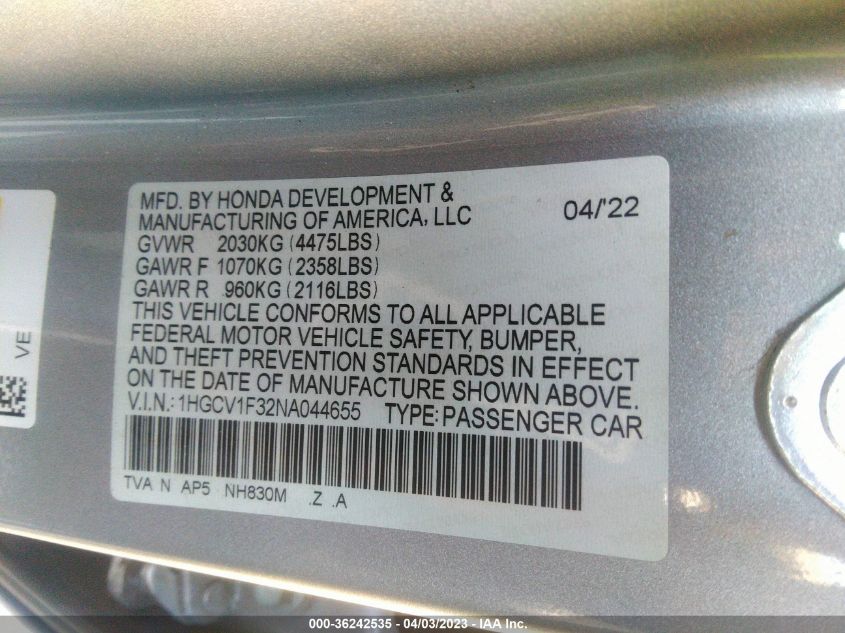 MFD. BY HONDA DEVELOPMENT &
MANUFACTURING OF AMERICA, LLC 04/'22
GVWR 2030KG (4475LBS)
GAWR F 1070KG (2358LBS)
GAWR R 960KG (2116LBS)
THIS VEHICLE CONFORMS TO ALL APPLICABLE
FEDERAL MOTOR VEHICLE SAFETY, BUMPER,
AND THEFT PREVENTION STANDARDS IN EFFECT
ON THE DATE OF MANUFACTURE SHOWN ABOVE.
V.I.N.: 1HGCV1F32NA044655 TYPE: PASSENGER CAR
TVA N AP5 NH830M .Z .A
VE
000-36242535 - 04/03/2023 - IAAI Inc.